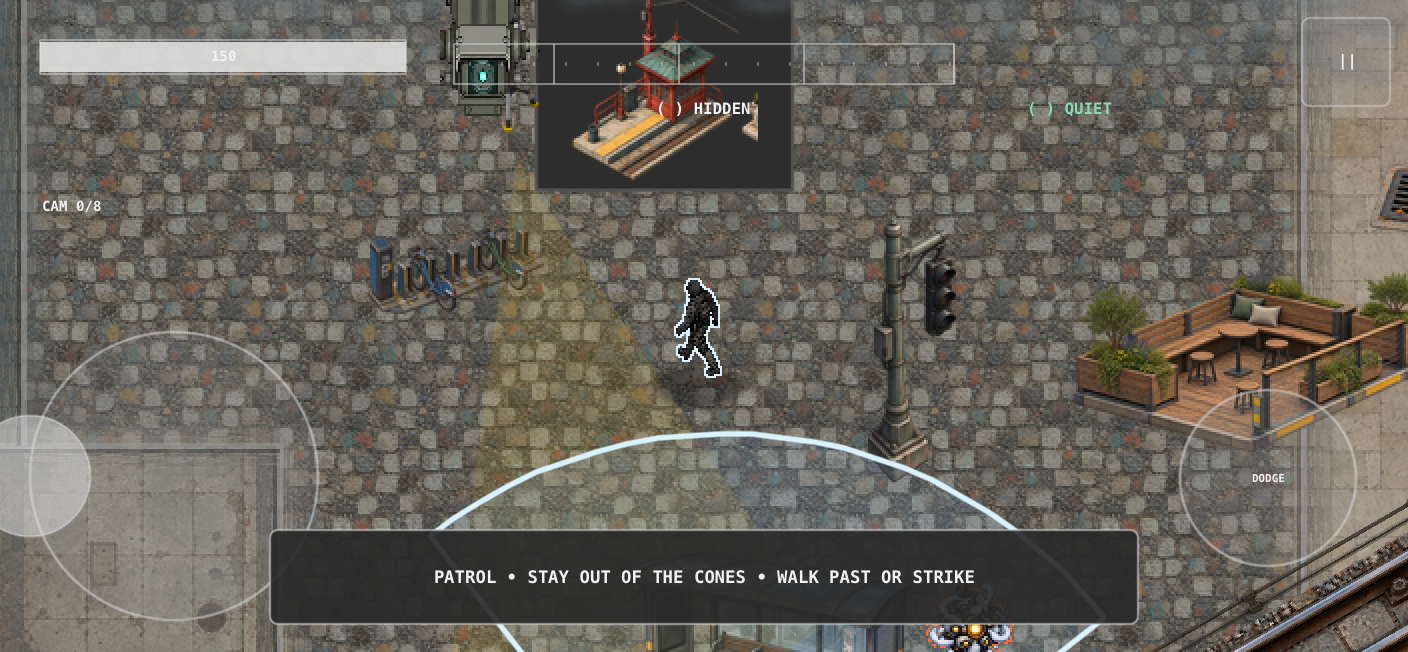 150
||
( ) HIDDEN
( ) QUIET
CAM 0/8
DODGE
PATROL • STAY OUT OF THE CONES • WALK PAST OR STRIKE